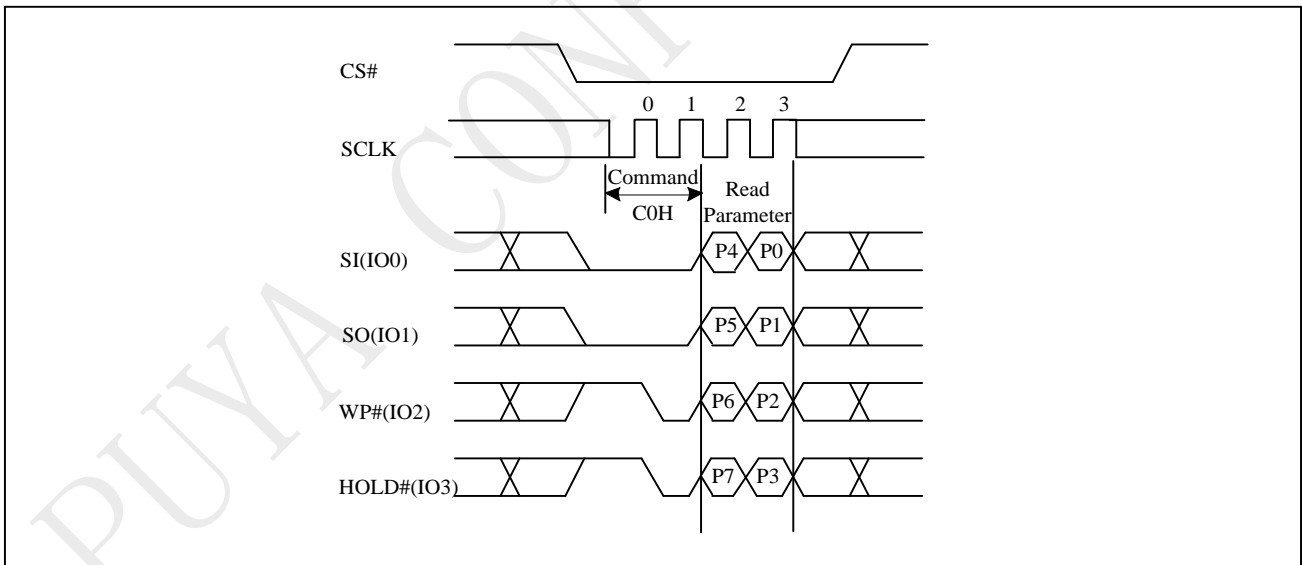 CS#
0 1 2 3
SCLK
Command Read
C0H Parameter
SI(IO0) P4 P0
SO(IO1) P5 P1
WP#(IO2) P6 P2
HOLD#(IO3) P7 P3
PUYA CON